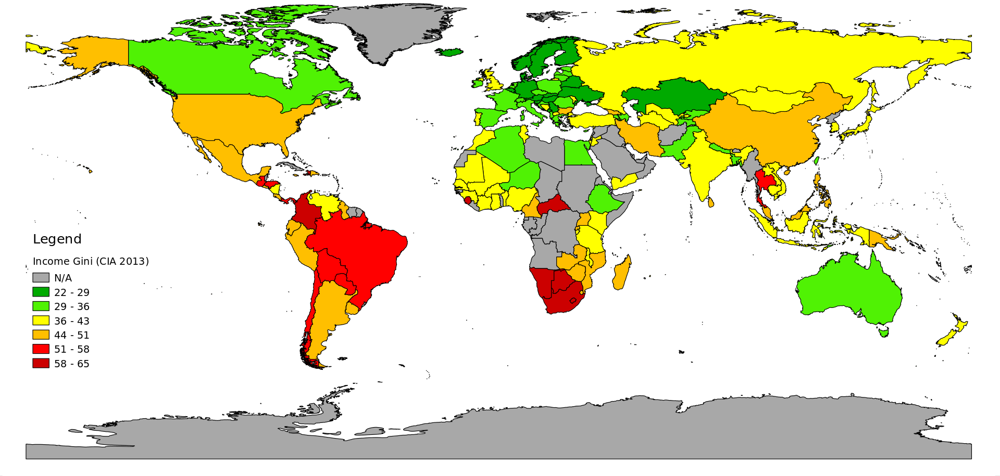 Legend
Income Gini (CIA 2013)
N/A
22 - 29
29 - 36
36 - 43
44 - 51
51 - 58
58 - 65